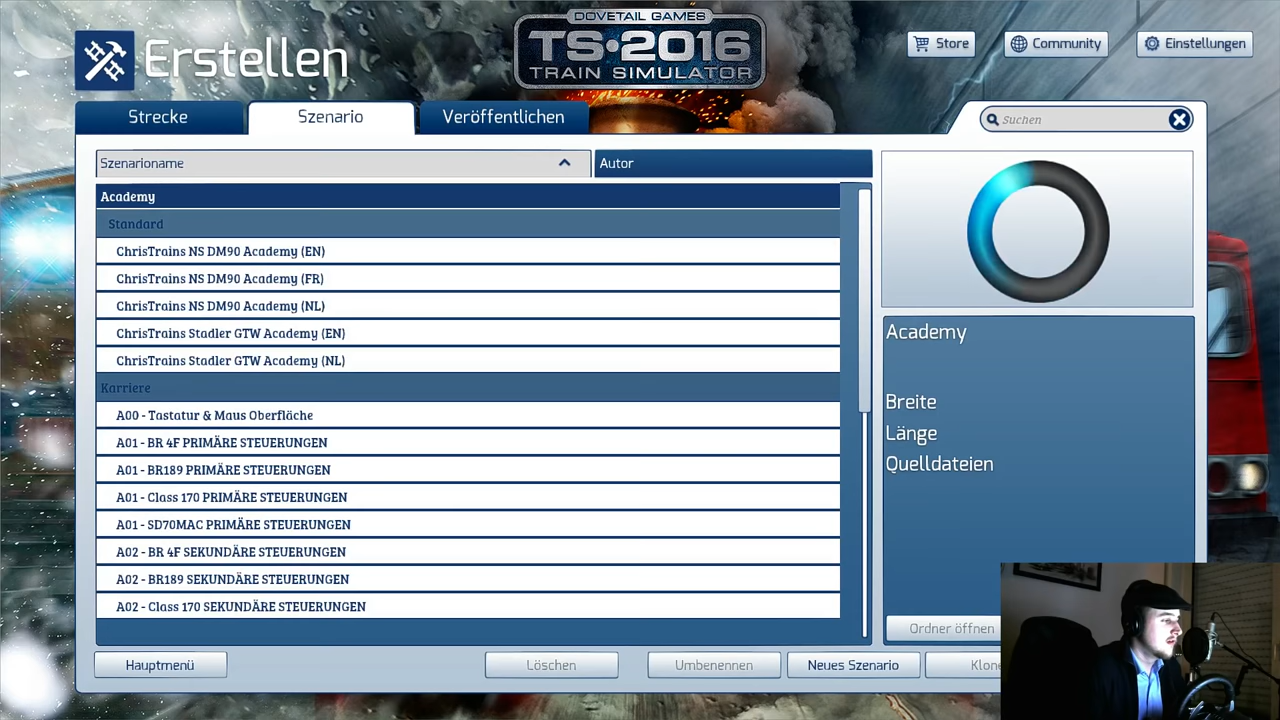 DOVETAIL GAMES
TS·2016
TRAIN SIMULATOR
Erstellen
Store
Community
Einstellungen
Strecke
Szenario
Veröffentlichen
Suchen
Szenarioname
Autor
Academy
Standard
ChrisTrains NS DM90 Academy (EN)
ChrisTrains NS DM90 Academy (FR)
ChrisTrains NS DM90 Academy (NL)
ChrisTrains Stadler GTW Academy (EN)
ChrisTrains Stadler GTW Academy (NL)
Karriere
A00 - Tastatur & Maus Oberfläche
A01 - BR 4F PRIMÄRE STEUERUNGEN
A01 - BR189 PRIMÄRE STEUERUNGEN
A01 - Class 170 PRIMÄRE STEUERUNGEN
A01 - SD70MAC PRIMÄRE STEUERUNGEN
A02 - BR 4F SEKUNDÄRE STEUERUNGEN
A02 - BR189 SEKUNDÄRE STEUERUNGEN
A02 - Class 170 SEKUNDÄRE STEUERUNGEN
Academy
Breite
Länge
Quelldateien
Ordner öffnen
Hauptmenü
Löschen
Umbenennen
Neues Szenario
Klone